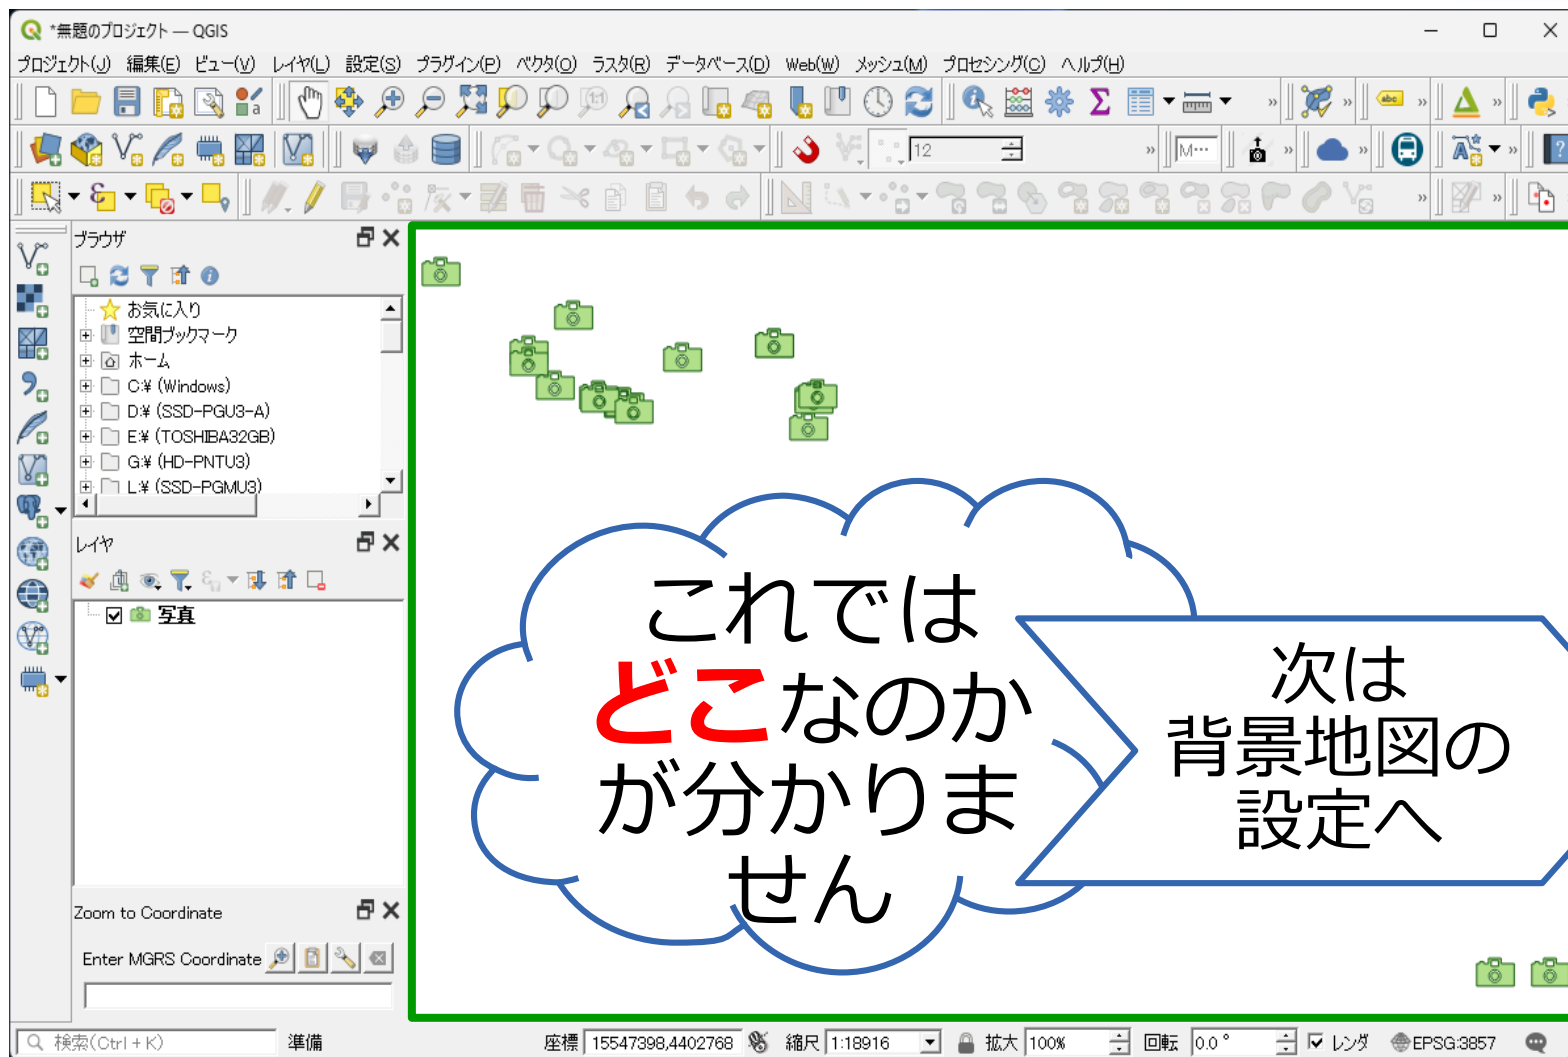 *無題のプロジェクト — QGIS
プロジェクト(J) 編集(E) ビュー(V) レイヤ(L) 設定(S) プラグイン(P) ベクタ(O) ラスタ(R) データベース(D) Web(W) メッシュ(M) プロセシング(C) ヘルプ(H)
12
M...
ブラウザ
お気に入り
空間ブックマーク
ホーム
C:¥ (Windows)
D:¥ (SSD-PGU3-A)
E:¥ (TOSHIBA32GB)
G:¥ (HD-PNTU3)
L:¥ (SSD-PGMU3)
レイヤ
写真
これでは
どこなのか
が分かりま
せん
次は
背景地図の
設定へ
Zoom to Coordinate
Enter MGRS Coordinate
検索(Ctrl + K) 準備 座標 15547398,4402768 縮尺 1:18916 拡大 100% 回転 0.0 ° レンダ EPSG:3857